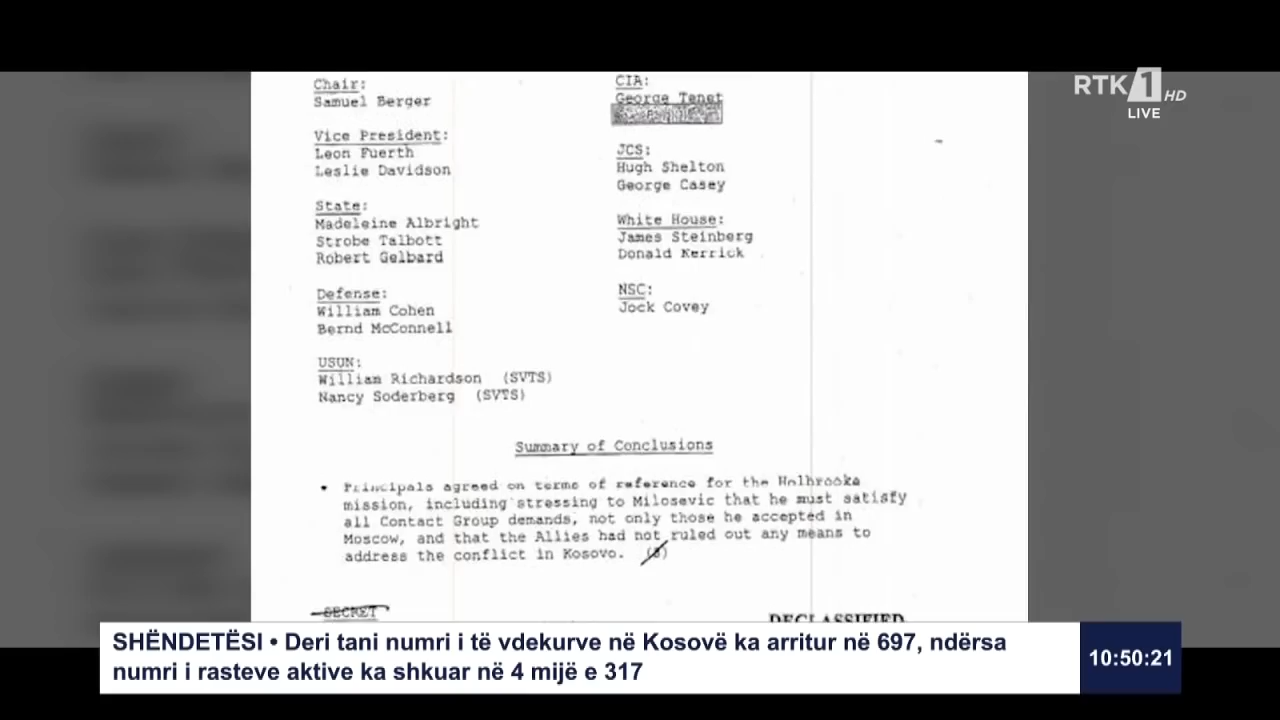 RTK 1 HD
LIVE
Chair:
Samuel Berger
Vice President:
Leon Fuerth
Leslie Davidson
State:
Madeleine Albright
Strobe Talbott
Robert Gelbard
Defense:
William Cohen
Bernd McConnell
USUN:
William Richardson (SVTS)
Nancy Soderberg (SVTS)
CIA:
George Tenet
JCS:
Hugh Shelton
George Casey
White House:
James Steinberg
Donald Kerrick
NSC:
Jock Covey
Summary of Conclusions
• Principals agreed on terms of reference for the Holbrooke
mission, including stressing to Milosevic that he must satisfy
all Contact Group demands, not only those he accepted in
Moscow, and that the Allies had not ruled out any means to
address the conflict in Kosovo. (S)
SECRET
DECLASSIFIED
SHËNDETËSI • Deri tani numri i të vdekurve në Kosovë ka arritur në 697, ndërsa
numri i rasteve aktive ka shkuar në 4 mijë e 317
10:50:21